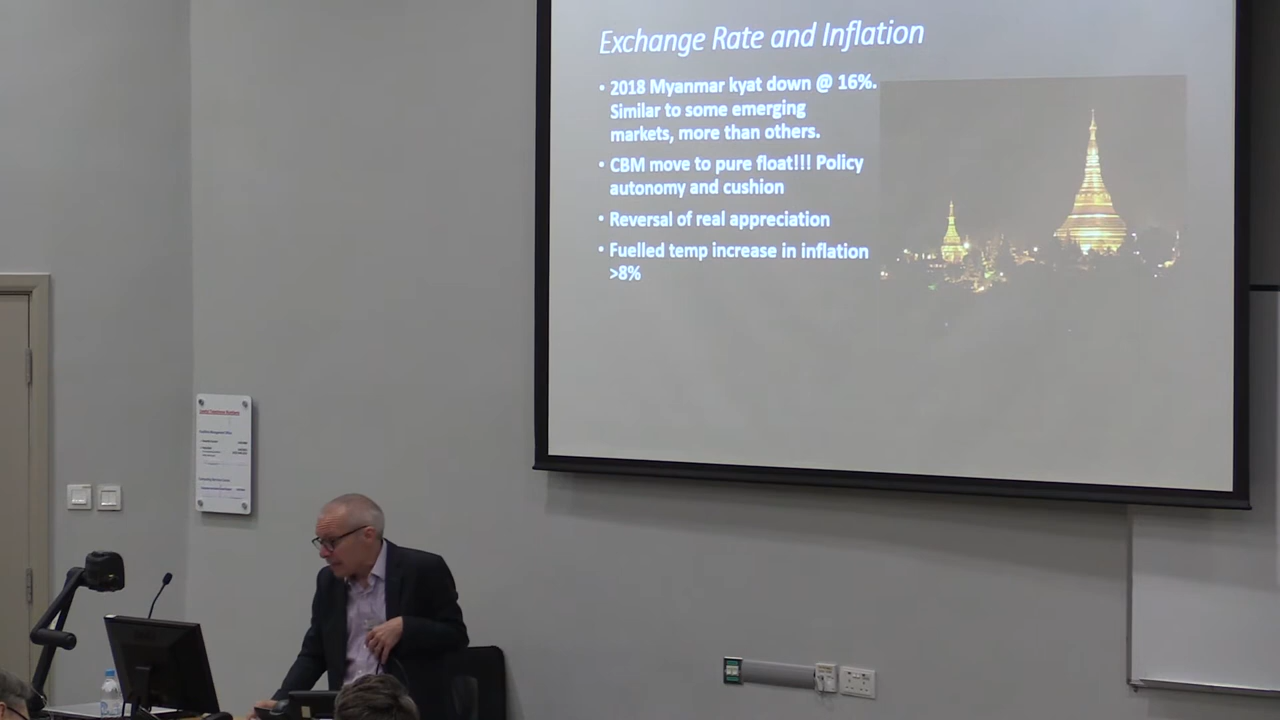 Exchange Rate and Inflation
• 2018 Myanmar kyat down @ 16%.
Similar to some emerging
markets, more than others.
• CBM move to pure float!!! Policy
autonomy and cushion
• Reversal of real appreciation
• Fuelled temp increase in inflation
>8%